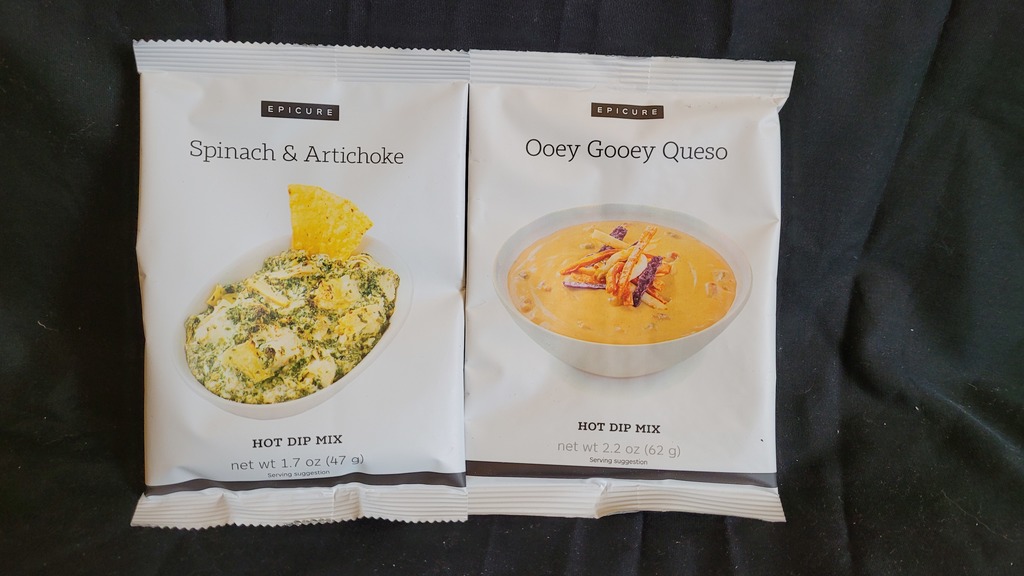 EPICURE
Spinach & Artichoke
HOT DIP MIX
net wt 1.7 oz (47 g)
Serving suggestion
EPICURE
Ooey Gooey Queso
HOT DIP MIX
net wt 2.2 oz (62 g)
Serving suggestion